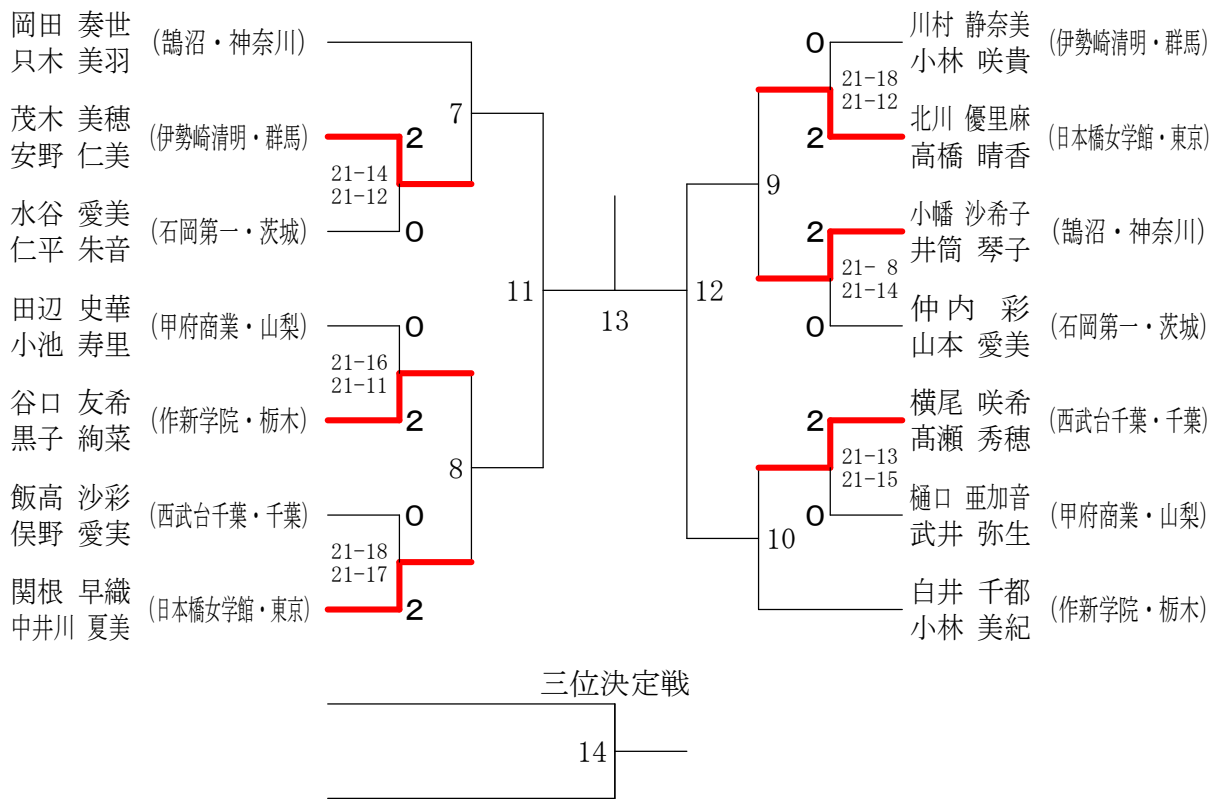 岡田 奏世
只木 美羽
(鵠沼・神奈川)
茂木 美穂
安野 仁美
(伊勢崎清明・群馬)
2
21-14
21-12
水谷 愛美
仁平 朱音
(石岡第一・茨城)
0
7
田辺 史華
小池 寿里
(甲府商業・山梨)
0
21-16
21-11
谷口 友希
黒子 絢菜
(作新学院・栃木)
2
飯高 沙彩
俣野 愛実
(西武台千葉・千葉)
0
21-18
21-17
関根 早織
中井川 夏美
(日本橋女学館・東京)
2
8
11
13
12
川村 静奈美
小林 咲貴
(伊勢崎清明・群馬)
0
21-18
21-12
北川 優里麻
高橋 晴香
(日本橋女学館・東京)
2
9
小幡 沙希子
井筒 琴子
(鵠沼・神奈川)
2
21- 8
21-14
仲内 彩
山本 愛美
(石岡第一・茨城)
0
横尾 咲希
髙瀬 秀穂
(西武台千葉・千葉)
2
21-13
21-15
樋口 亜加音
武井 弥生
(甲府商業・山梨)
0
10
白井 千都
小林 美紀
(作新学院・栃木)
三位決定戦
14